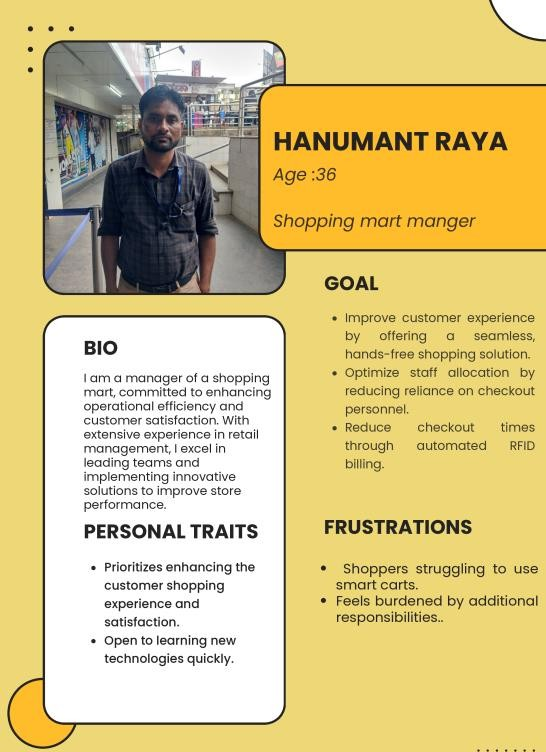 HANUMANT RAYA
Age :36
Shopping mart manger
GOAL
• Improve customer experience
by offering a seamless,
hands-free shopping solution.
• Optimize staff allocation by
reducing reliance on checkout
personnel.
• Reduce checkout times
through automated RFID
billing.
BIO
I am a manager of a shopping
mart, committed to enhancing
operational efficiency and
customer satisfaction. With
extensive experience in retail
management, I excel in
leading teams and
implementing innovative
solutions to improve store
performance.
PERSONAL TRAITS
• Prioritizes enhancing the
customer shopping
experience and
satisfaction.
• Open to learning new
technologies quickly.
FRUSTRATIONS
• Shoppers struggling to use
smart carts.
• Feels burdened by additional
responsibilities..